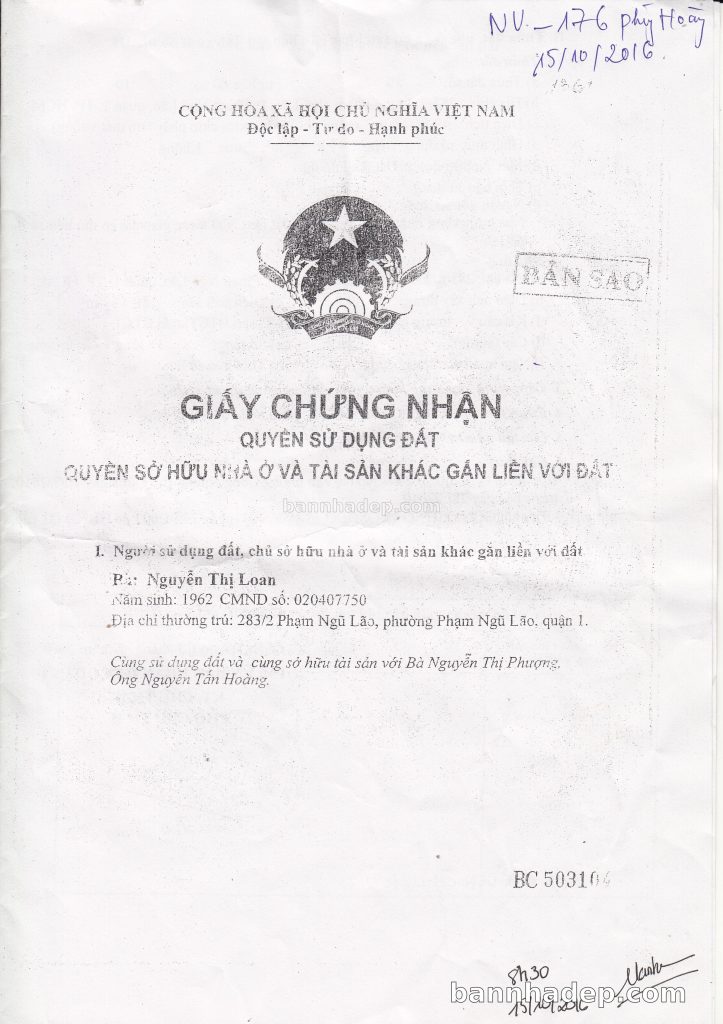 NV. - 176 phùng Hoàng
15/10/2016.
CỘNG HÒA XÃ HỘI CHỦ NGHĨA VIỆT NAM
Độc lập - Tự do - Hạnh phúc
BẢN SAO
GIẤY CHỨNG NHẬN
QUYỀN SỬ DỤNG ĐẤT
QUYỀN SỞ HỮU NHÀ Ở VÀ TÀI SẢN KHÁC GẮN LIỀN VỚI ĐẤT
bannhadep.com
I. Người sử dụng đất, chủ sở hữu nhà ở và tài sản khác gắn liền với đất
Bà: Nguyễn Thị Loan
Năm sinh: 1962 CMND số: 020407750
Địa chỉ thường trú: 283/2 Phạm Ngũ Lão, phường Phạm Ngũ Lão, quận 1.
Cùng sử dụng đất và cùng sở hữu tài sản với Bà Nguyễn Thị Phượng,
Ông Nguyễn Tấn Hoàng.
BC 503104
8h30
bannhadep.com
15/10/2016